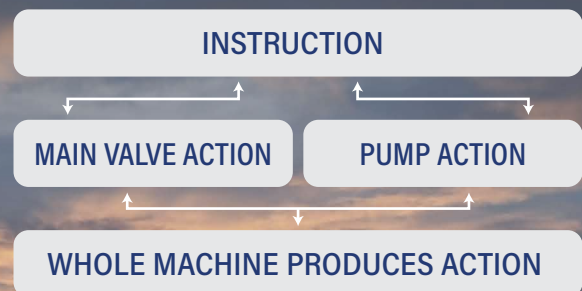 INSTRUCTION
MAIN VALVE ACTION
PUMP ACTION
WHOLE MACHINE PRODUCES ACTION